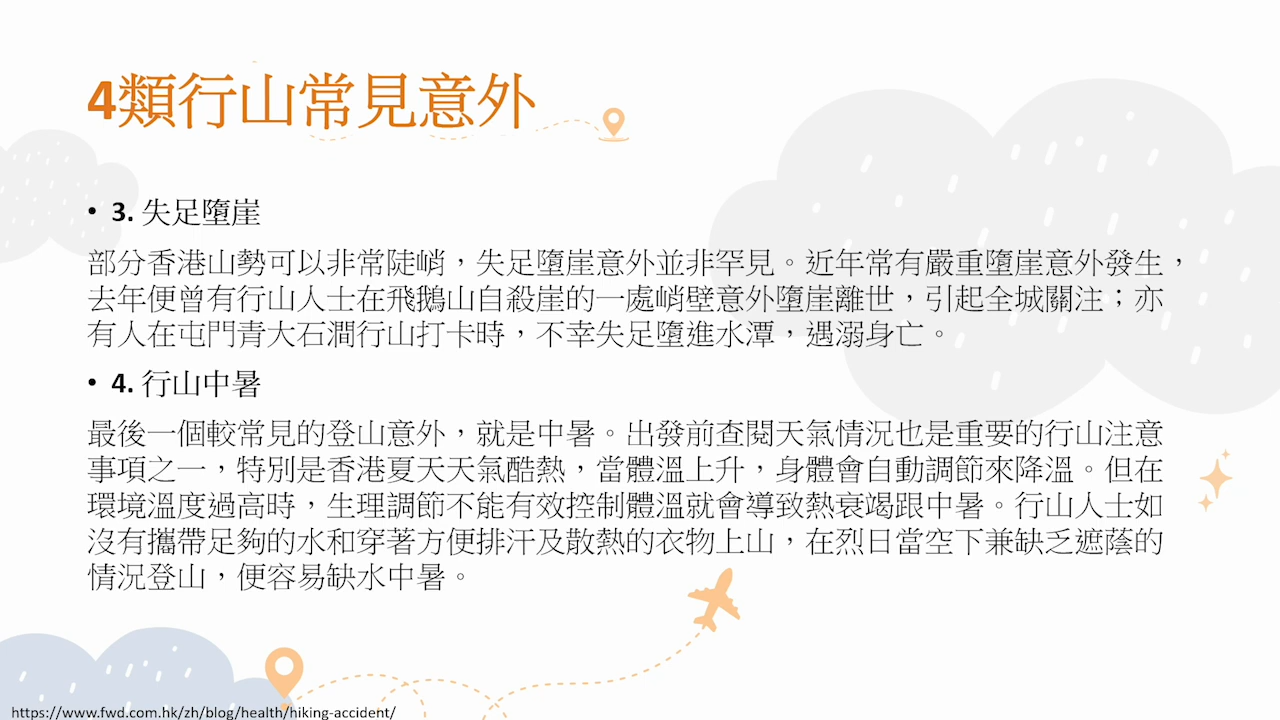 4類行山常見意外
• 3. 失足墮崖
部分香港山勢可以非常陡峭，失足墮崖意外並非罕見。近年常有嚴重墮崖意外發生，
去年便曾有行山人士在飛鵝山自殺崖的一處峭壁意外墮崖離世，引起全城關注；亦
有人在屯門青大石澗行山打卡時，不幸失足墮進水潭，遇溺身亡。
• 4. 行山中暑
最後一個較常見的登山意外，就是中暑。出發前查閱天氣情況也是重要的行山注意
事項之一，特別是香港夏天天氣酷熱，當體溫上升，身體會自動調節來降溫。但在
環境溫度過高時，生理調節不能有效控制體溫就會導致熱衰竭跟中暑。行山人士如
沒有攜帶足夠的水和穿著方便排汗及散熱的衣物上山，在烈日當空下兼缺乏遮蔭的
情況登山，便容易缺水中暑。
https://www.fwd.com.hk/zh/blog/health/hiking-accident/